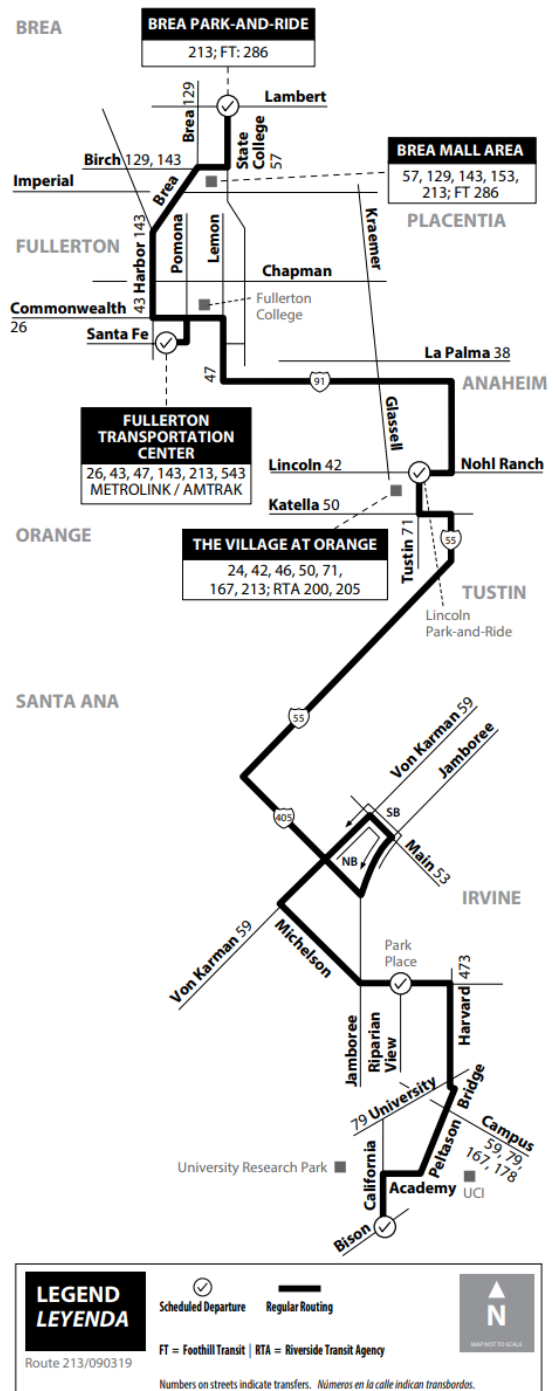 BREA
BREA PARK-AND-RIDE
213; FT: 286
Lambert
Brea 129
State
College
57
Birch 129, 143
BREA MALL AREA
57, 129, 143, 153,
213; FT 286
Imperial
Brea
PLACENTIA
Kraemer
FULLERTON
43 Harbor 143
Pomona
Lemon
Chapman
Commonwealth
26
Fullerton
College
Santa Fe
47
La Palma 38
91
ANAHEIM
Glassell
FULLERTON
TRANSPORTATION
CENTER
26, 43, 47, 143, 213, 543
METROLINK / AMTRAK
Lincoln 42
Nohl Ranch
Katella 50
ORANGE
THE VILLAGE AT ORANGE
24, 42, 46, 50, 71,
167, 213; RTA 200, 205
Tustin 71
55
TUSTIN
Lincoln
Park-and-Ride
SANTA ANA
55
Von Karman 59
Jamboree
405
SB
NB
Main 53
IRVINE
Von Karman 59
Michelson
Park
Place
473
Harvard
Jamboree
Riparian
View
79 University
Bridge
Peltason
Campus
59, 79,
167, 178
University Research Park
California
Academy
UCI
Bison
LEGEND
LEYENDA
Route 213/090319
Scheduled Departure
Regular Routing
FT = Foothill Transit | RTA = Riverside Transit Agency
Numbers on streets indicate transfers. Números en la calle indican transbordos.
N
MAP NOT TO SCALE